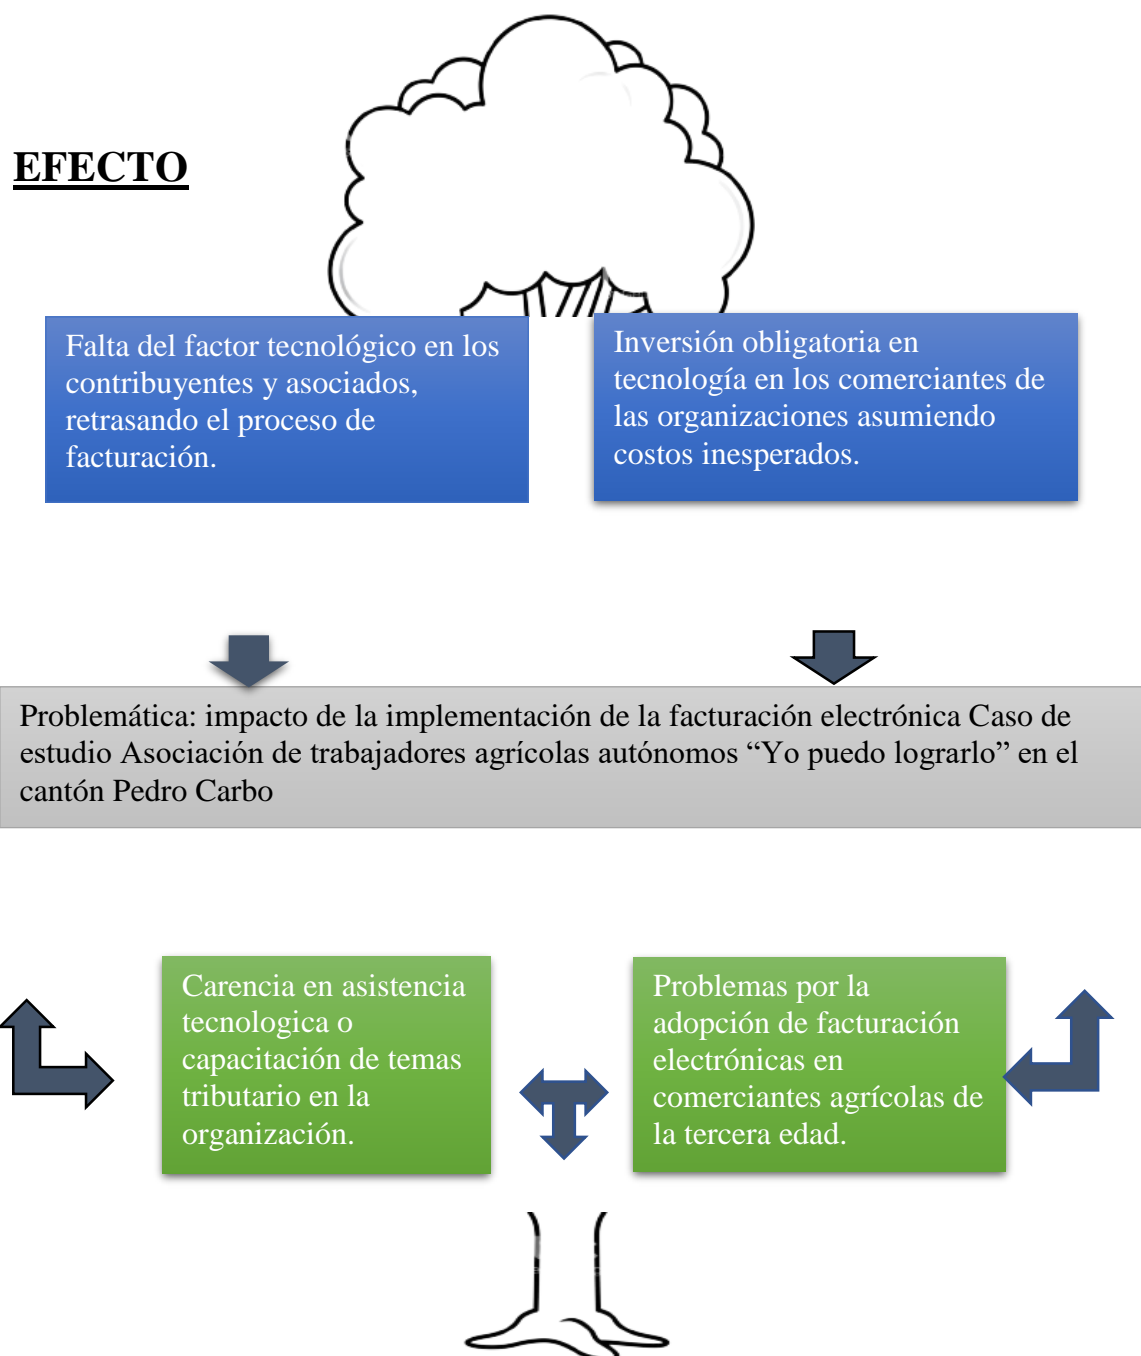 EFECTO
Falta del factor tecnológico en los
contribuyentes y asociados,
retrasando el proceso de
facturación.
Inversión obligatoria en
tecnología en los comerciantes de
las organizaciones asumiendo
costos inesperados.
Problemática: impacto de la implementación de la facturación electrónica Caso de
estudio Asociación de trabajadores agrícolas autónomos “Yo puedo lograrlo” en el
cantón Pedro Carbo
Carencia en asistencia
tecnologica o
capacitación de temas
tributario en la
organización.
Problemas por la
adopción de facturación
electrónicas en
comerciantes agrícolas de
la tercera edad.